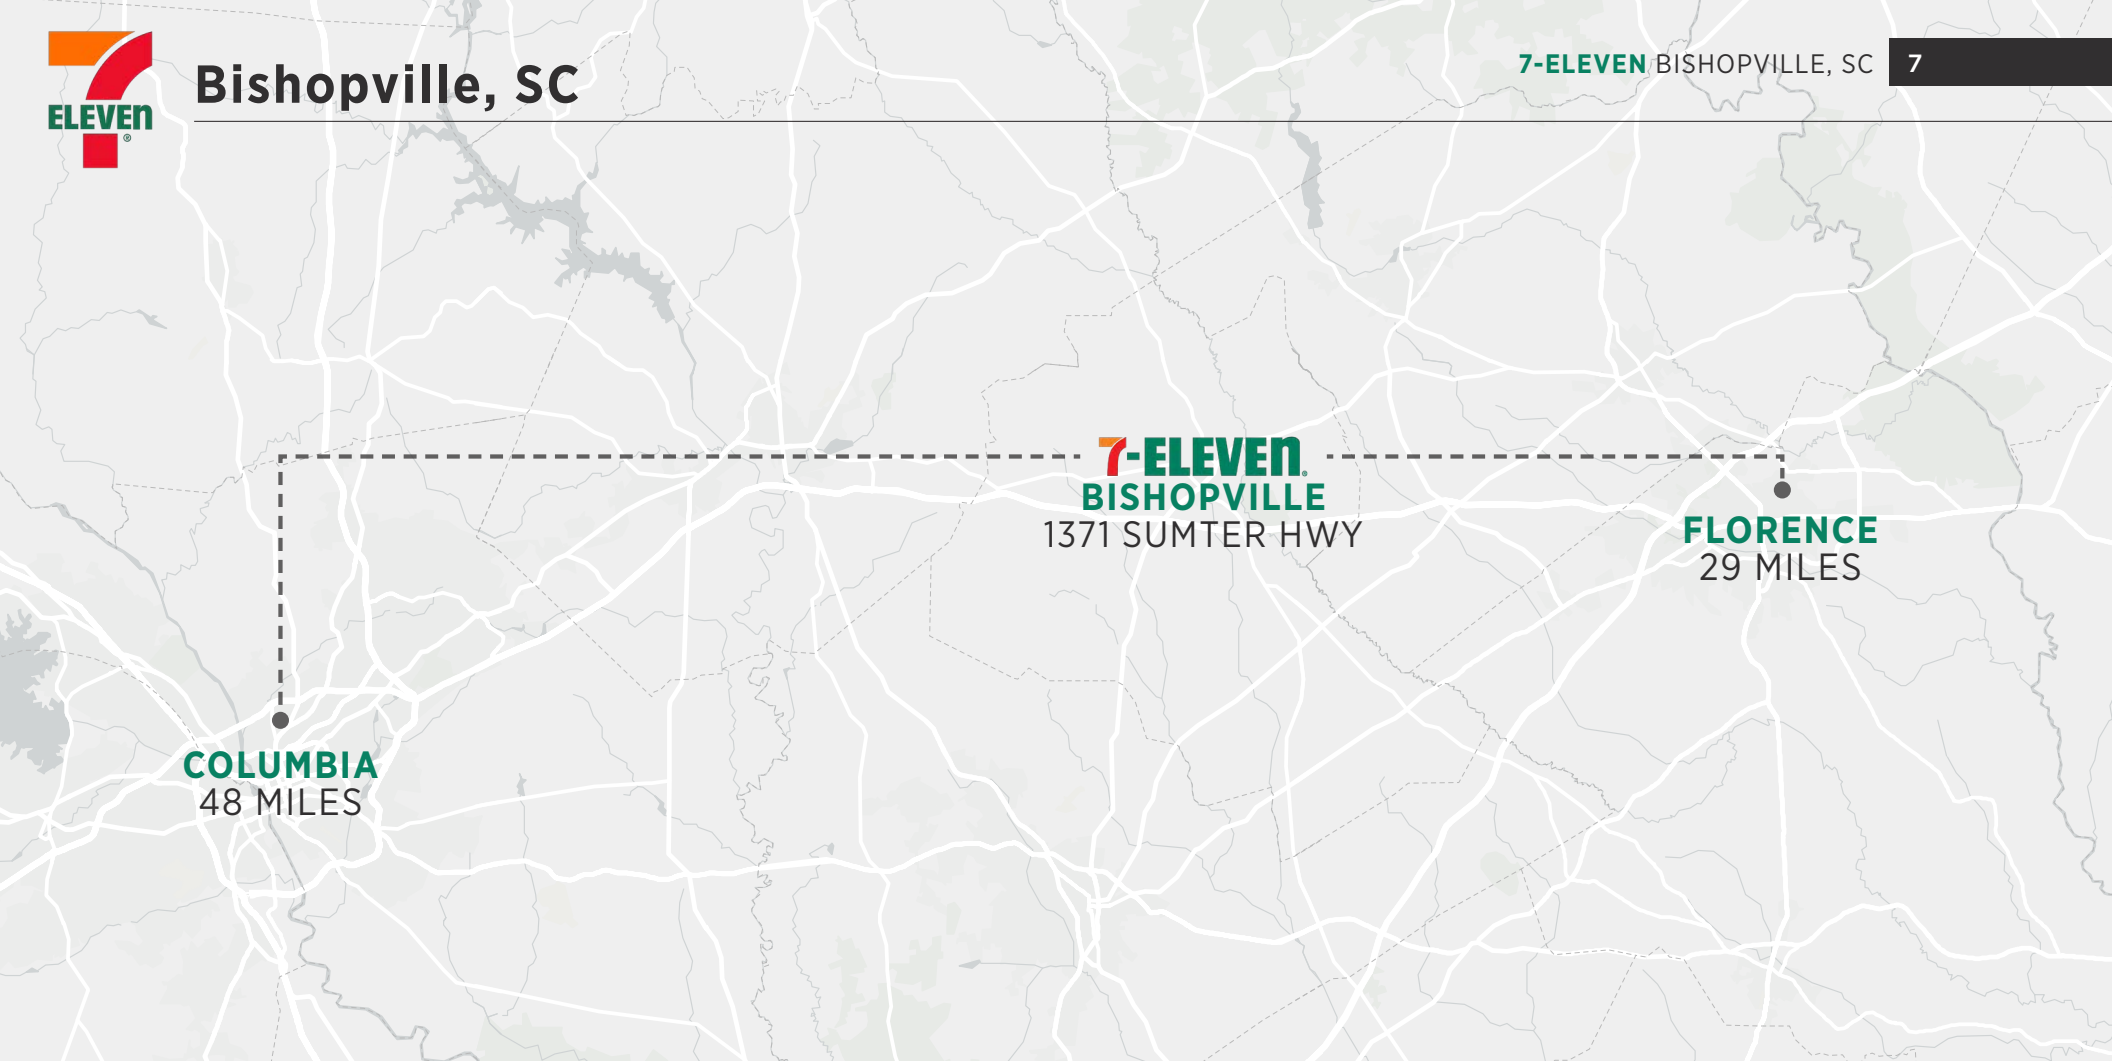 ELEVEN
®
Bishopville, SC
7-ELEVEN BISHOPVILLE, SC 7
7-ELEVEN®
BISHOPVILLE
1371 SUMTER HWY
FLORENCE
29 MILES
COLUMBIA
48 MILES